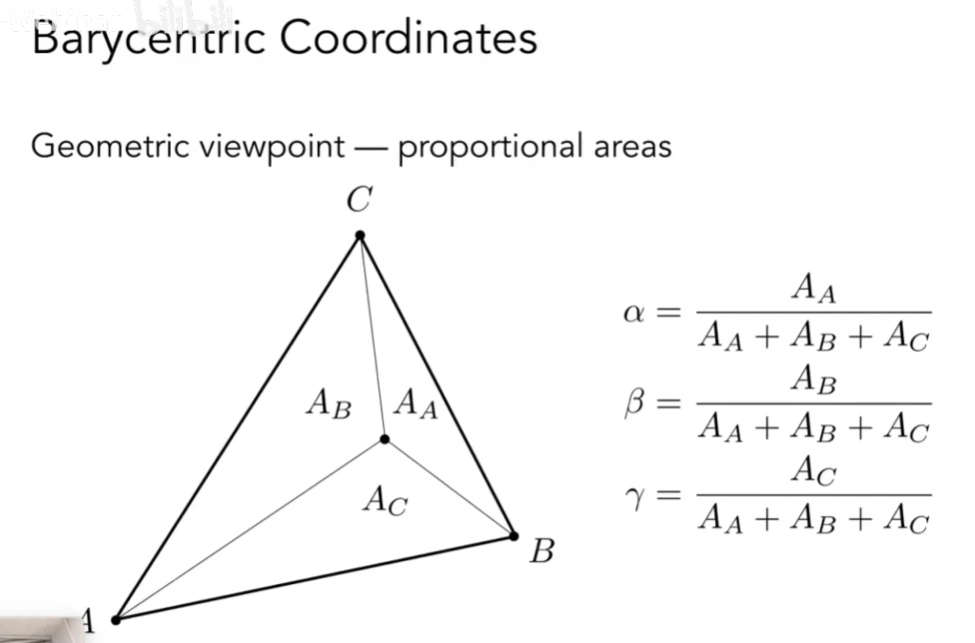 Barycentric Coordinates
bilibili
Geometric viewpoint — proportional areas
C
α = A_A / (A_A + A_B + A_C)
A_B A_A
β = A_B / (A_A + A_B + A_C)
A_C
γ = A_C / (A_A + A_B + A_C)
B
A